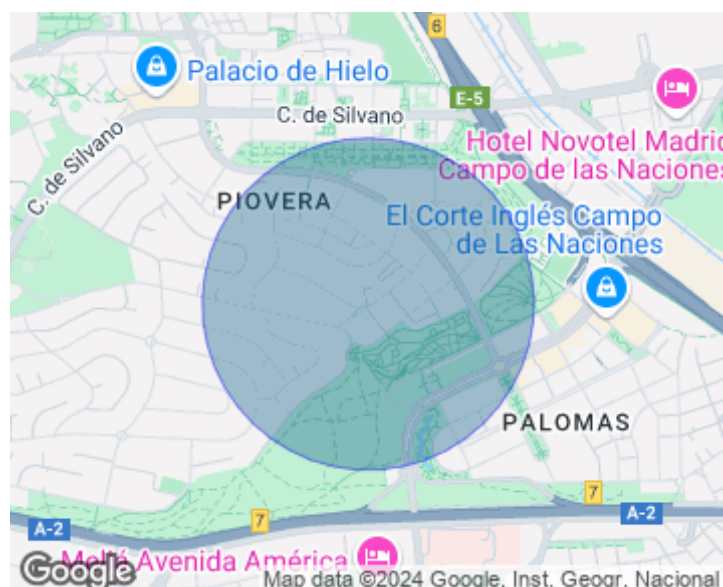 6
Palacio de Hielo
E-5
C. de Silvano
C. de Silvano
Hotel Novotel Madrid
Campo de las Naciones
PIOVERA
El Corte Inglés Campo
de Las Naciones
PALOMAS
7
A-2
7
A-2
Meliá Avenida América
Google
Map data ©2024 Google, Inst. Geogr. Nacional